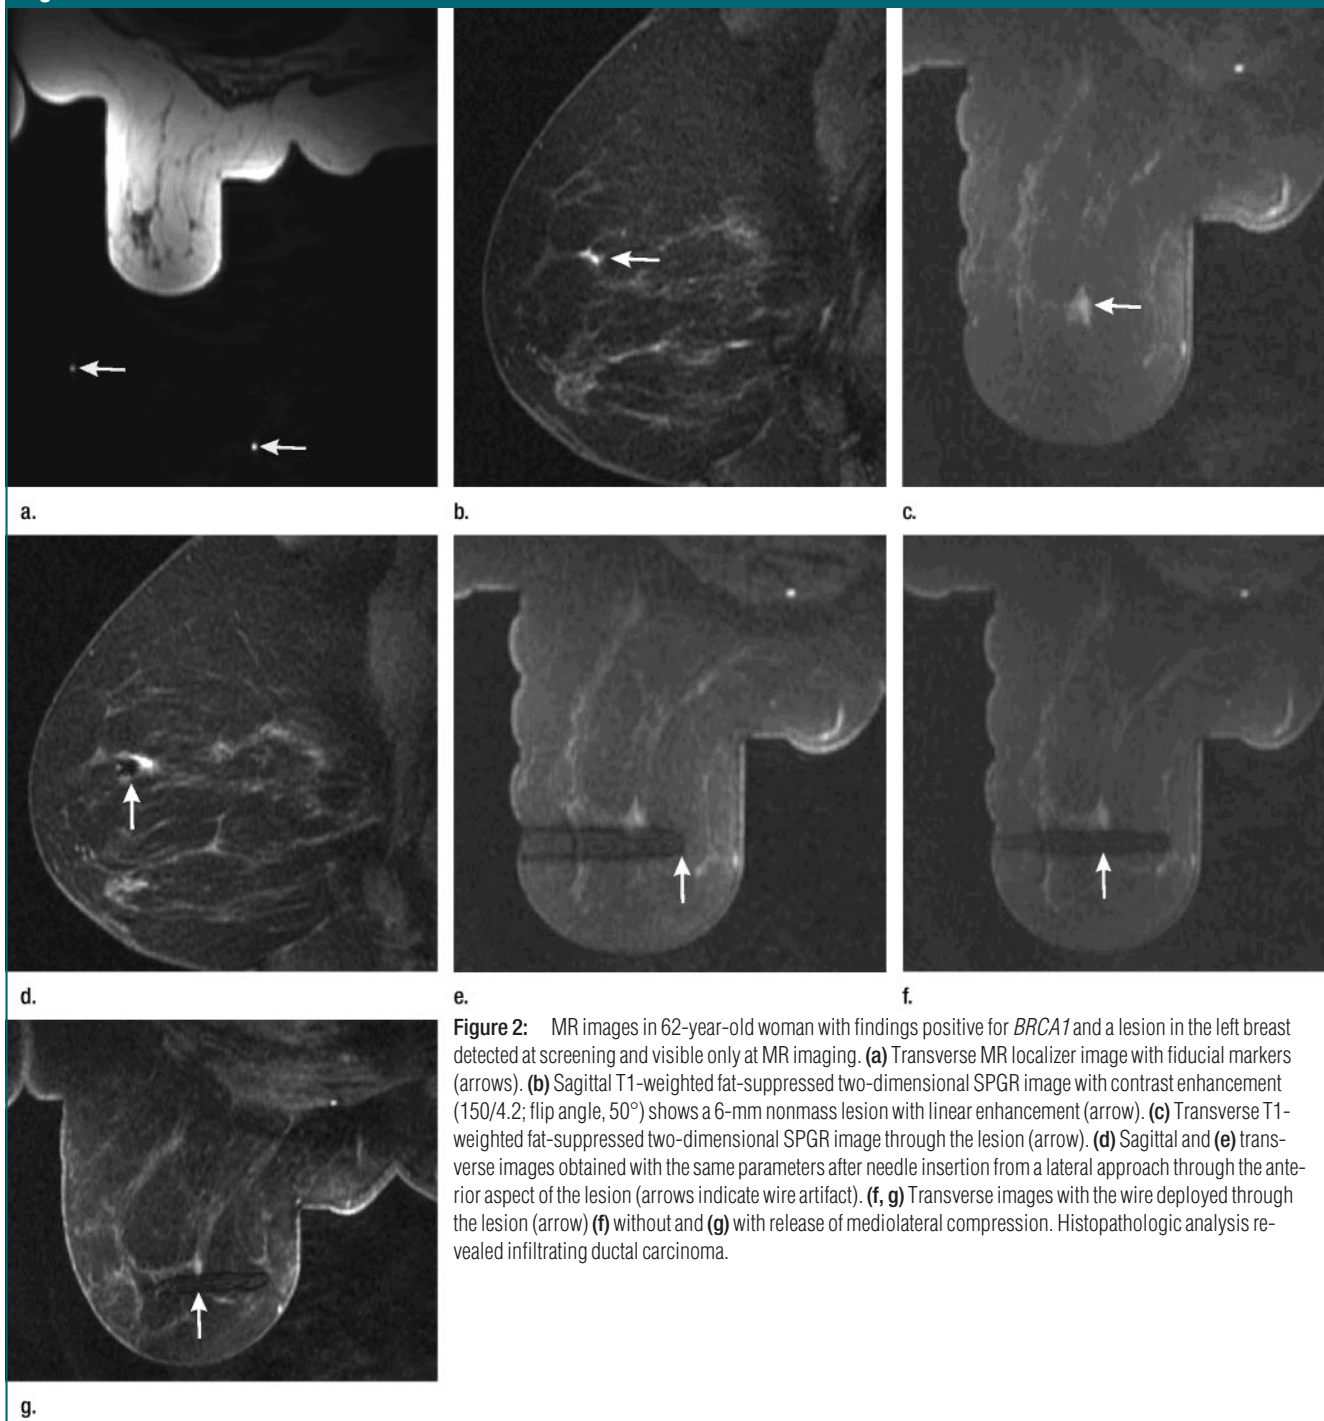 a.
b.
c.
d.
e.
f.
Figure 2: MR images in 62-year-old woman with findings positive for BRCA1 and a lesion in the left breast
detected at screening and visible only at MR imaging. (a) Transverse MR localizer image with fiducial markers
(arrows). (b) Sagittal T1-weighted fat-suppressed two-dimensional SPGR image with contrast enhancement
(150/4.2; flip angle, 50°) shows a 6-mm nonmass lesion with linear enhancement (arrow). (c) Transverse T1-
weighted fat-suppressed two-dimensional SPGR image through the lesion (arrow). (d) Sagittal and (e) trans-
verse images obtained with the same parameters after needle insertion from a lateral approach through the ante-
rior aspect of the lesion (arrows indicate wire artifact). (f, g) Transverse images with the wire deployed through
the lesion (arrow) (f) without and (g) with release of mediolateral compression. Histopathologic analysis re-
vealed infiltrating ductal carcinoma.
g.